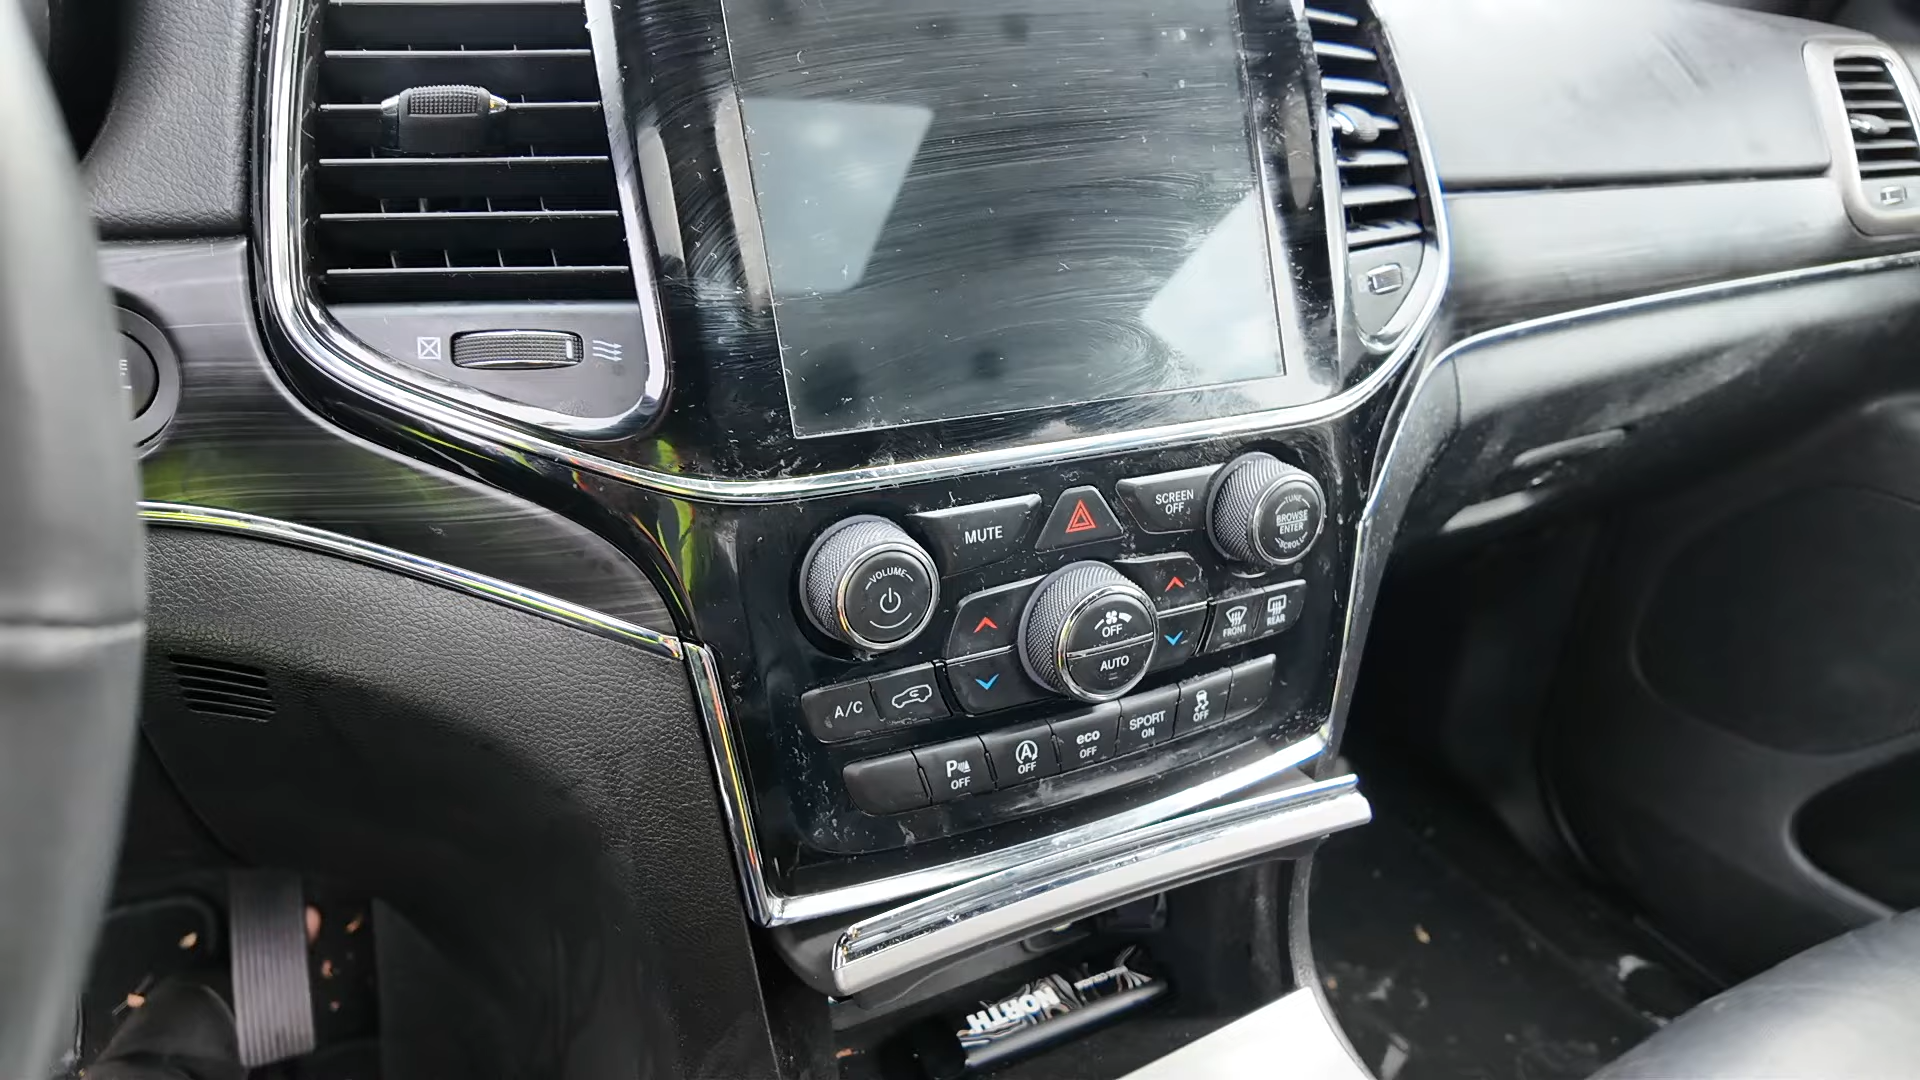 MUTE
SCREEN
OFF
TUNE
BROWSE
ENTER
SCROLL
VOLUME
OFF
AUTO
FRONT
REAR
A/C
P
OFF
A
OFF
eco
OFF
SPORT
ON
OFF
NORTH